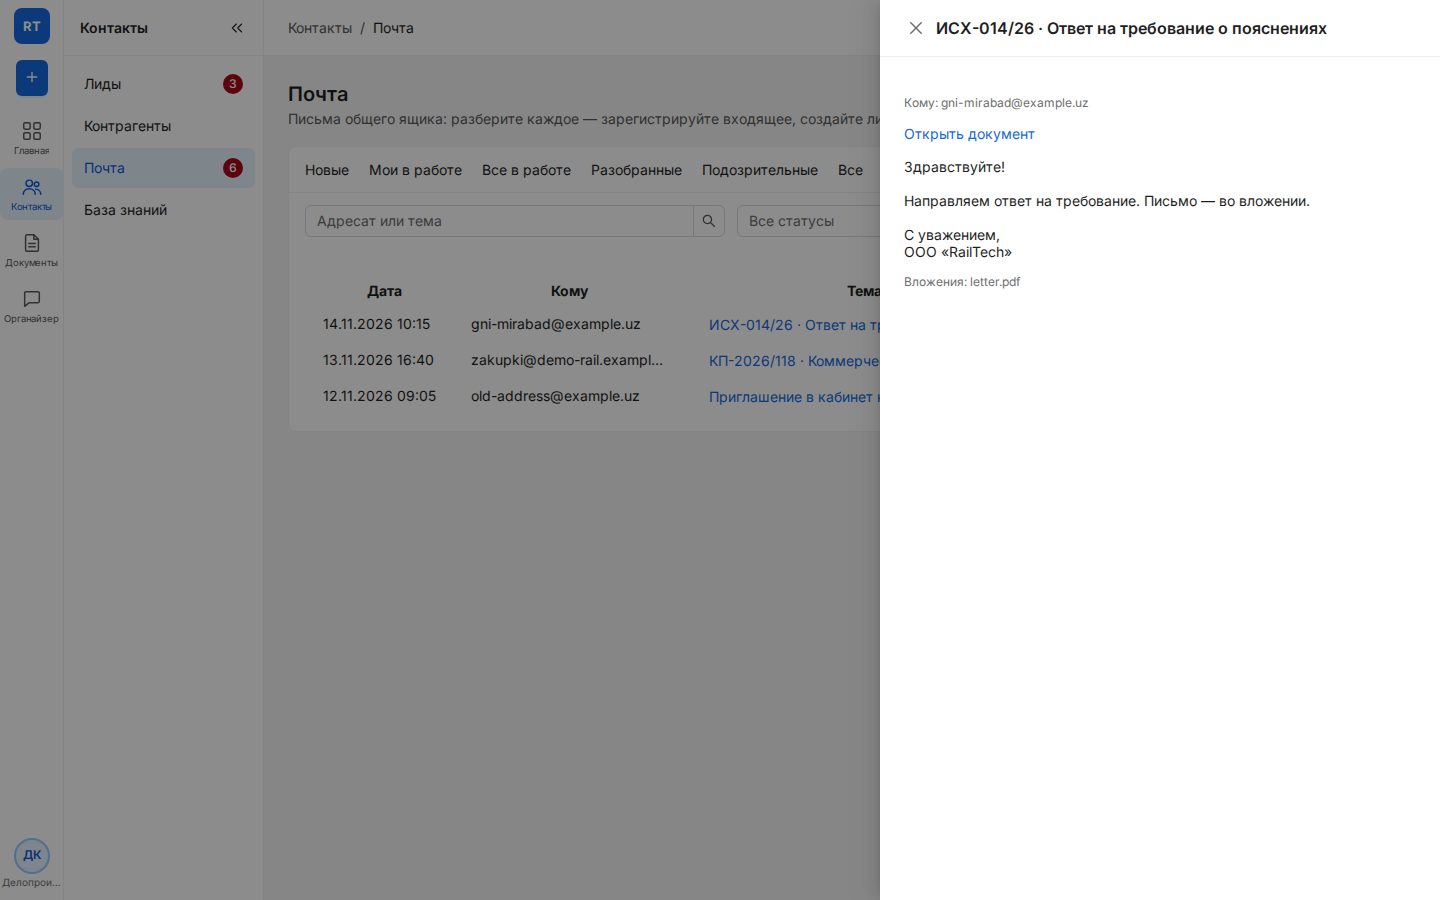 RT
+
Главная
Контакты
Документы
Органайзер
ДК
Делопрои...
Контакты
Лиды 3
Контрагенты
Почта 6
База знаний
Контакты / Почта
Почта
Письма общего ящика: разберите каждое — зарегистрируйте входящее, создайте
Новые Мои в работе Все в работе Разобранные Подозрительные Все
Адресат или тема Все статусы
Дата Кому Тема
14.11.2026 10:15 gni-mirabad@example.uz ИСХ-014/26 · Ответ на
13.11.2026 16:40 zakupki@demo-rail.exampl... КП-2026/118 · Коммерче
12.11.2026 09:05 old-address@example.uz Приглашение в кабинет
ИСХ-014/26 · Ответ на требование о пояснениях
Кому: gni-mirabad@example.uz
Открыть документ
Здравствуйте!
Направляем ответ на требование. Письмо — во вложении.
С уважением,
ООО «RailTech»
Вложения: letter.pdf